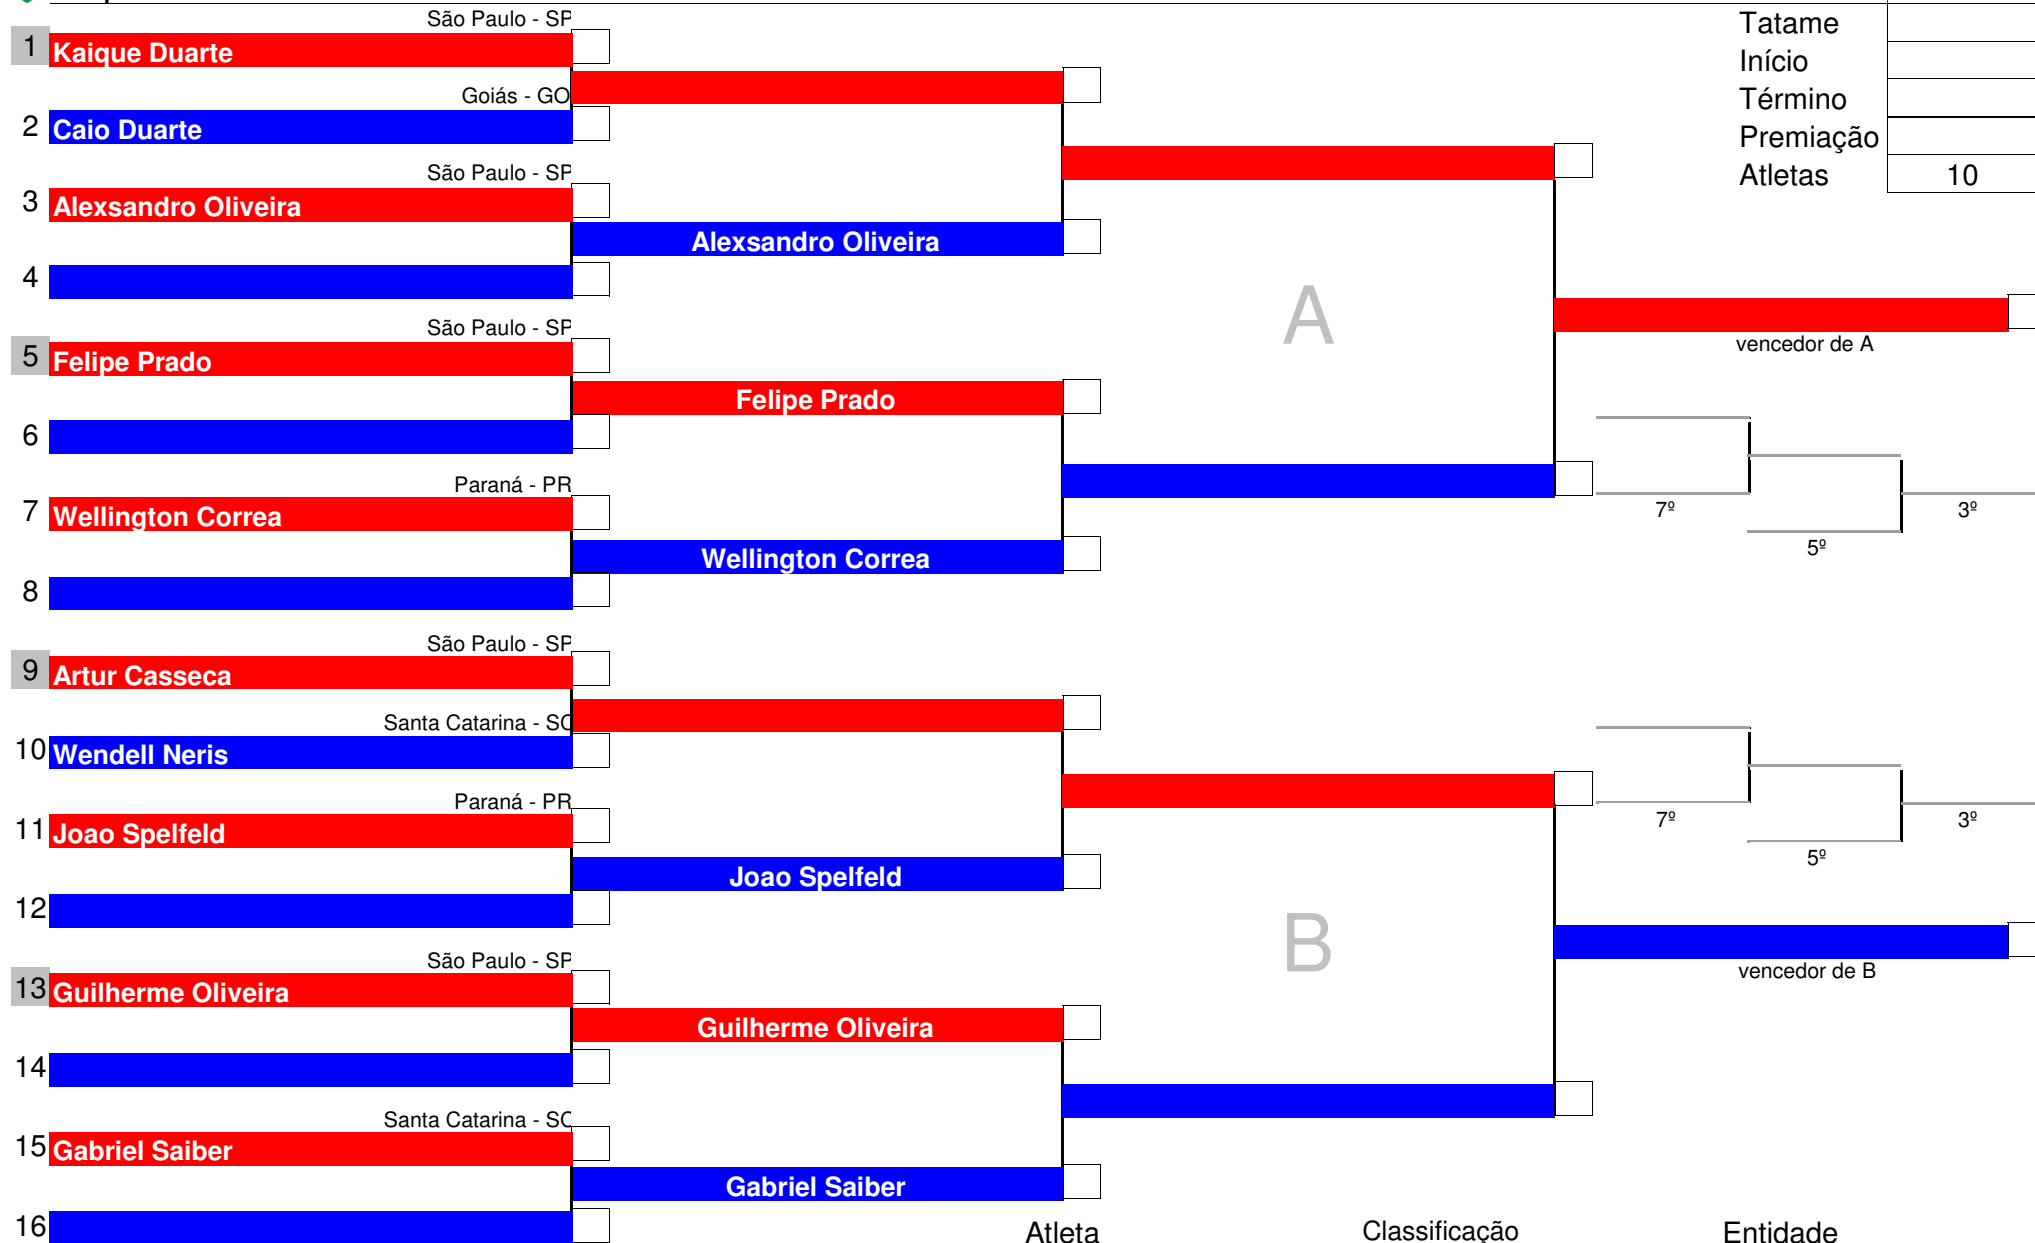 São Paulo - SP
1 Kaique Duarte
Goiás - GO
2 Caio Duarte
São Paulo - SP
3 Alexsandro Oliveira
Alexsandro Oliveira
4
São Paulo - SP
5 Felipe Prado
Felipe Prado
6
Paraná - PR
7 Wellington Correa
Wellington Correa
8
São Paulo - SP
9 Artur Casseca
Santa Catarina - SC
10 Wendell Neris
Paraná - PR
11 Joao Spelfeld
Joao Spelfeld
12
São Paulo - SP
13 Guilherme Oliveira
Guilherme Oliveira
14
Santa Catarina - SC
15 Gabriel Saiber
Gabriel Saiber
16
A
B
Tatame
Início
Término
Premiação
Atletas 10
vencedor de A
7º
5º
3º
7º
5º
3º
vencedor de B
Atleta Classificação Entidade